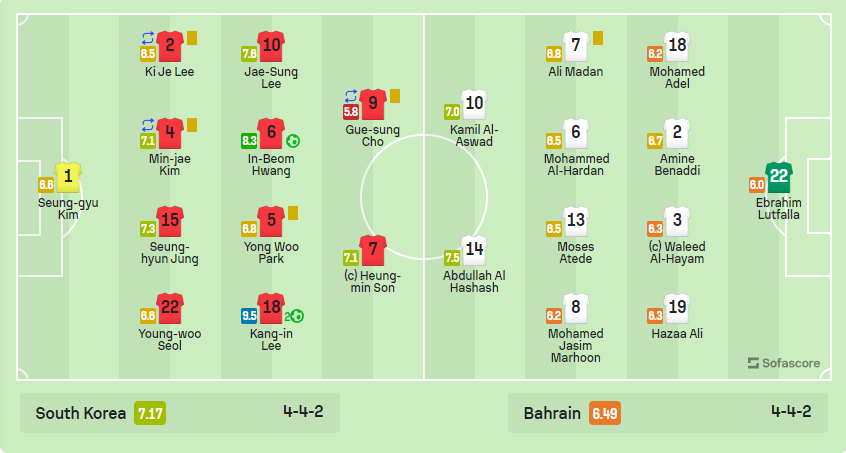 2
6.5
Ki Je Lee
10
7.6
Jae-Sung
Lee
7
6.8
Ali Madan
18
6.2
Mohamed
Adel
9
5.8
Gue-sung
Cho
10
7.0
Kamil Al-
Aswad
4
7.1
Min-jae
Kim
6
8.3
In-Beom
Hwang
6
6.5
Mohammed
Al-Hardan
2
6.7
Amine
Benaddi
1
6.6
Seung-gyu
Kim
22
6.0
Ebrahim
Lutfalla
15
7.3
Seung-
hyun Jung
5
6.8
Yong Woo
Park
13
6.5
Moses
Atede
3
6.3
(c) Waleed
Al-Hayam
7
7.1
(c) Heung-
min Son
14
7.5
Abdullah Al
Hashash
22
6.6
Young-woo
Seol
18
9.5
2
Kang-in
Lee
8
6.2
Mohamed
Jasim
Marhoon
19
6.3
Hazaa Ali
Sofascore
South Korea 7.17 4-4-2
Bahrain 6.49 4-4-2